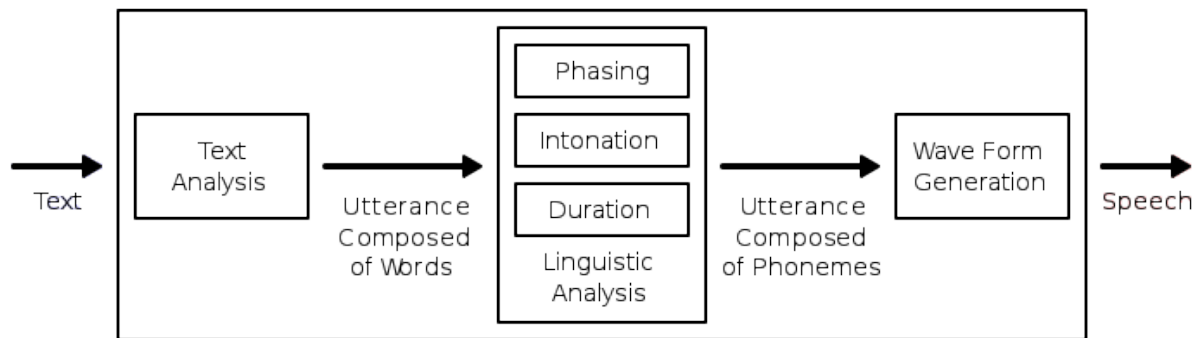 Text
Text
Analysis
Utterance
Composed
of Words
Phasing
Intonation
Duration
Linguistic
Analysis
Utterance
Composed
of Phonemes
Wave Form
Generation
Speech